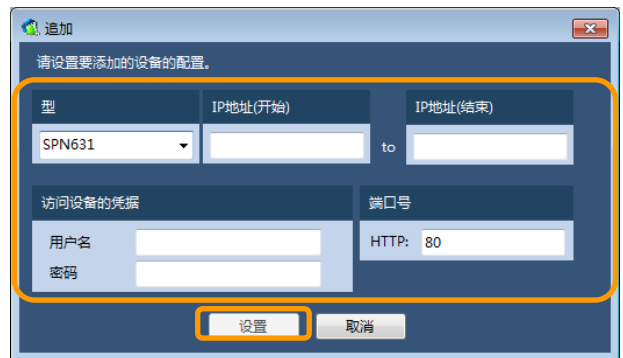 追加
请设置要添加的设备的配置。
型 IP地址(开始) IP地址(结束)
SPN631 to
访问设备的凭据 端口号
用户名 HTTP: 80
密码
设置 取消